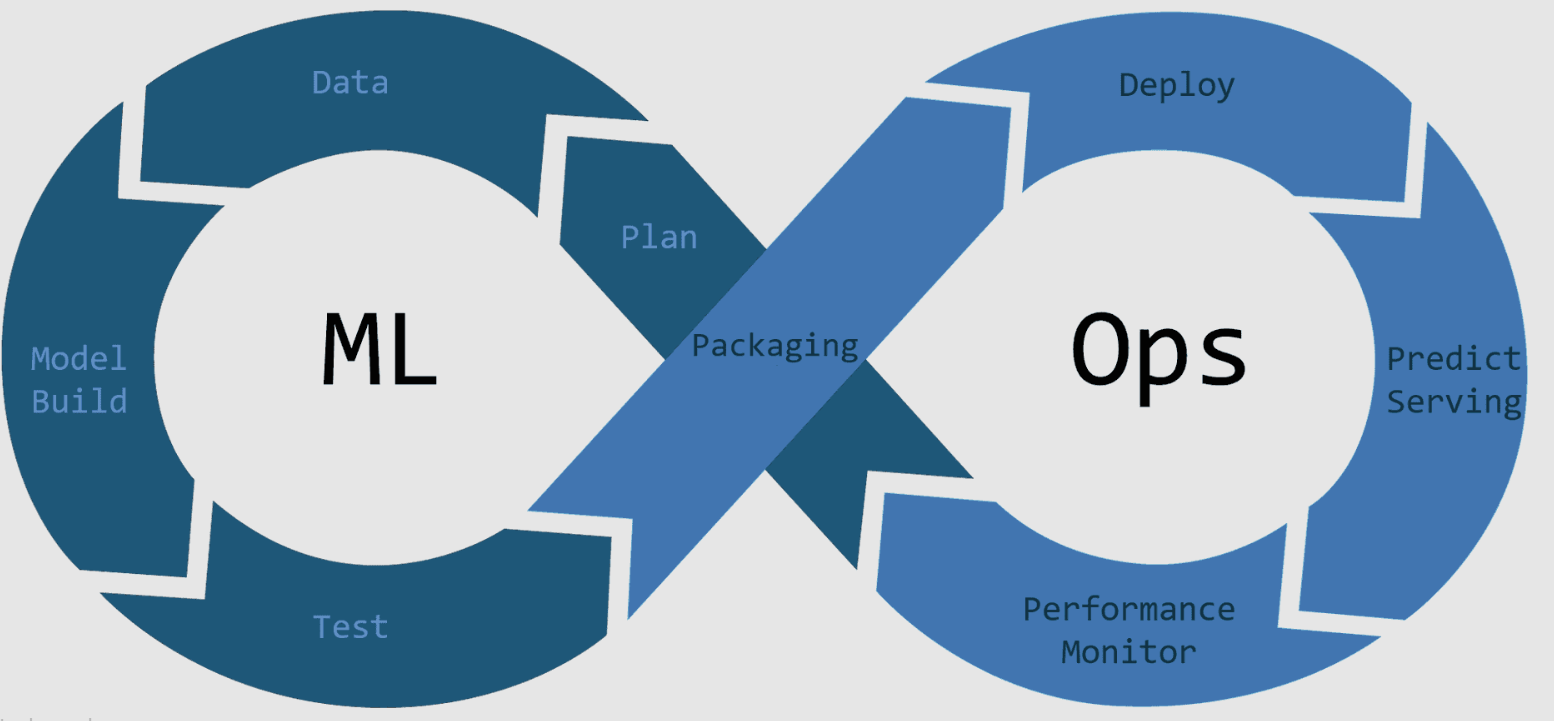 Data
Deploy
Plan
ML
Ops
Packaging
Model
Build
Predict
Serving
Test
Performance
Monitor